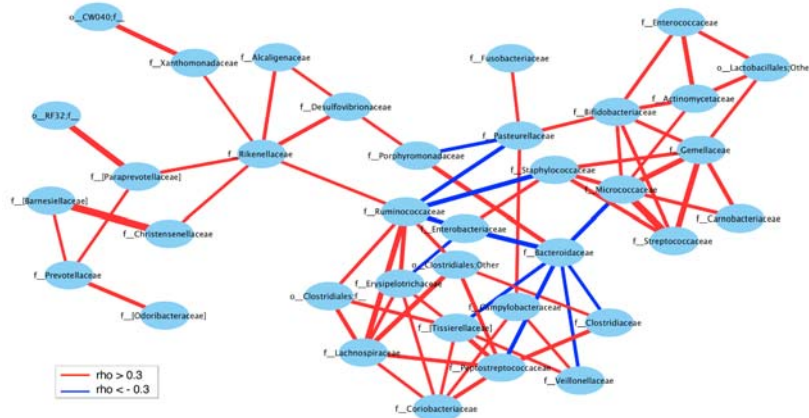 o__CW040;f__
f__Enterococcaceae
f__Xanthomonadaceae
f__Alcaligenaceae
f__Fusobacteriaceae
o__Lactobacillales;Other
f__Desulfovibrionaceae
f__Actinomycetaceae
o__RF32;f__
f__Bifidobacteriaceae
f__Pasteurellaceae
f__Rikenellaceae
f__Porphyromonadaceae
f__Gemellaceae
f__[Paraprevotellaceae]
f__Staphylococcaceae
f__Micrococcaceae
f__[Barnesiellaceae]
f__Ruminococcaceae
f__Carnobacteriaceae
f__Christensenellaceae
f__Enterobacteriaceae
f__Streptococcaceae
f__Bacteroidaceae
o__Clostridiales;Other
f__Prevotellaceae
f__Erysipelotrichaceae
o__Clostridiales;f__
f__Campylobacteraceae
f__[Odoribacteraceae]
f__[Tissierellaceae]
f__Clostridiaceae
f__Lachnospiraceae
f__Peptostreptococcaceae
rho > 0.3
f__Veillonellaceae
rho < - 0.3
f__Coriobacteriaceae